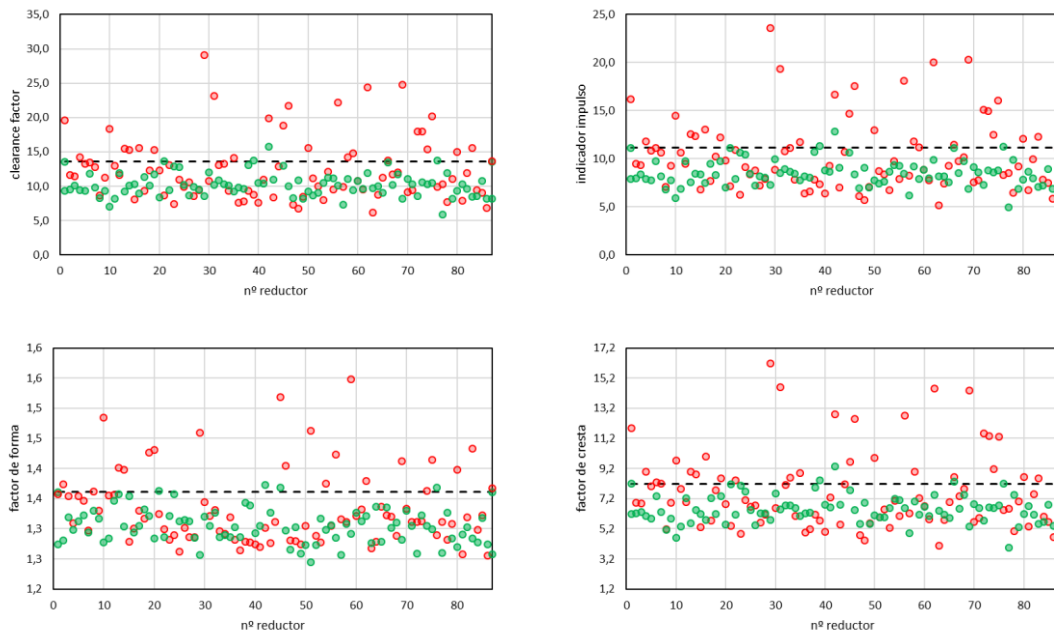 35,0
30,0
25,0
20,0
15,0
10,0
5,0
0,0
clearance factor
0 10 20 30 40 50 60 70 80
nº reductor
25,0
20,0
15,0
10,0
5,0
0,0
indicador impulso
0 10 20 30 40 50 60 70 80
nº reductor
1,6
1,6
1,5
1,5
1,4
1,4
1,3
1,3
1,2
factor de forma
0 10 20 30 40 50 60 70 80
nº reductor
17,2
15,2
13,2
11,2
9,2
7,2
5,2
3,2
1,2
factor de cresta
0 10 20 30 40 50 60 70 80
nº reductor